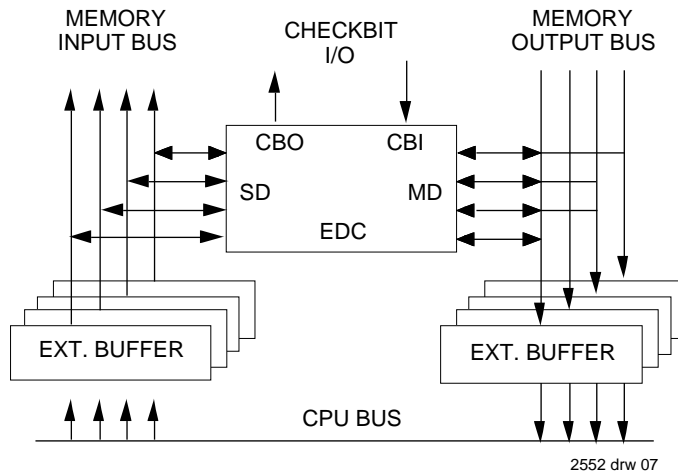 MEMORY
INPUT BUS
CHECKBIT
I/O
MEMORY
OUTPUT BUS
CBO
CBI
SD
MD
EDC
EXT. BUFFER
EXT. BUFFER
CPU BUS
2552 drw 07